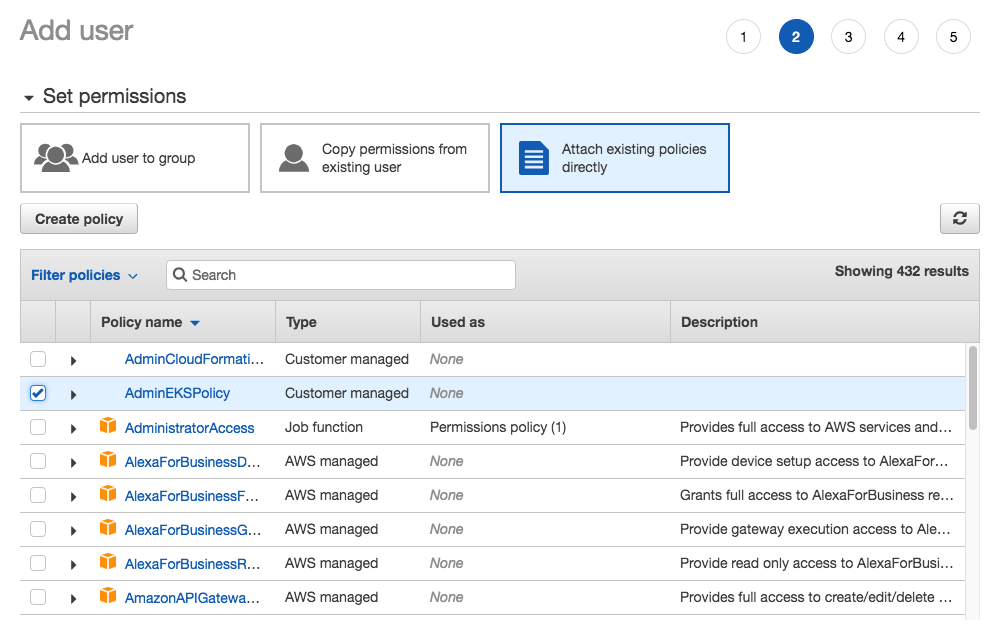 Add user
1 2 3 4 5
Set permissions
Add user to group
Copy permissions from
existing user
Attach existing policies
directly
Create policy
Filter policies Search Showing 432 results
Policy name Type Used as Description
AdminCloudFormati... Customer managed None
AdminEKSPolicy Customer managed None
AdministratorAccess Job function Permissions policy (1) Provides full access to AWS services and...
AlexaForBusinessD... AWS managed None Provide device setup access to AlexaFor...
AlexaForBusinessF... AWS managed None Grants full access to AlexaForBusiness re...
AlexaForBusinessG... AWS managed None Provide gateway execution access to Ale...
AlexaForBusinessR... AWS managed None Provide read only access to AlexaForBusi...
AmazonAPIGatewa... AWS managed None Provides full access to create/edit/delete ...